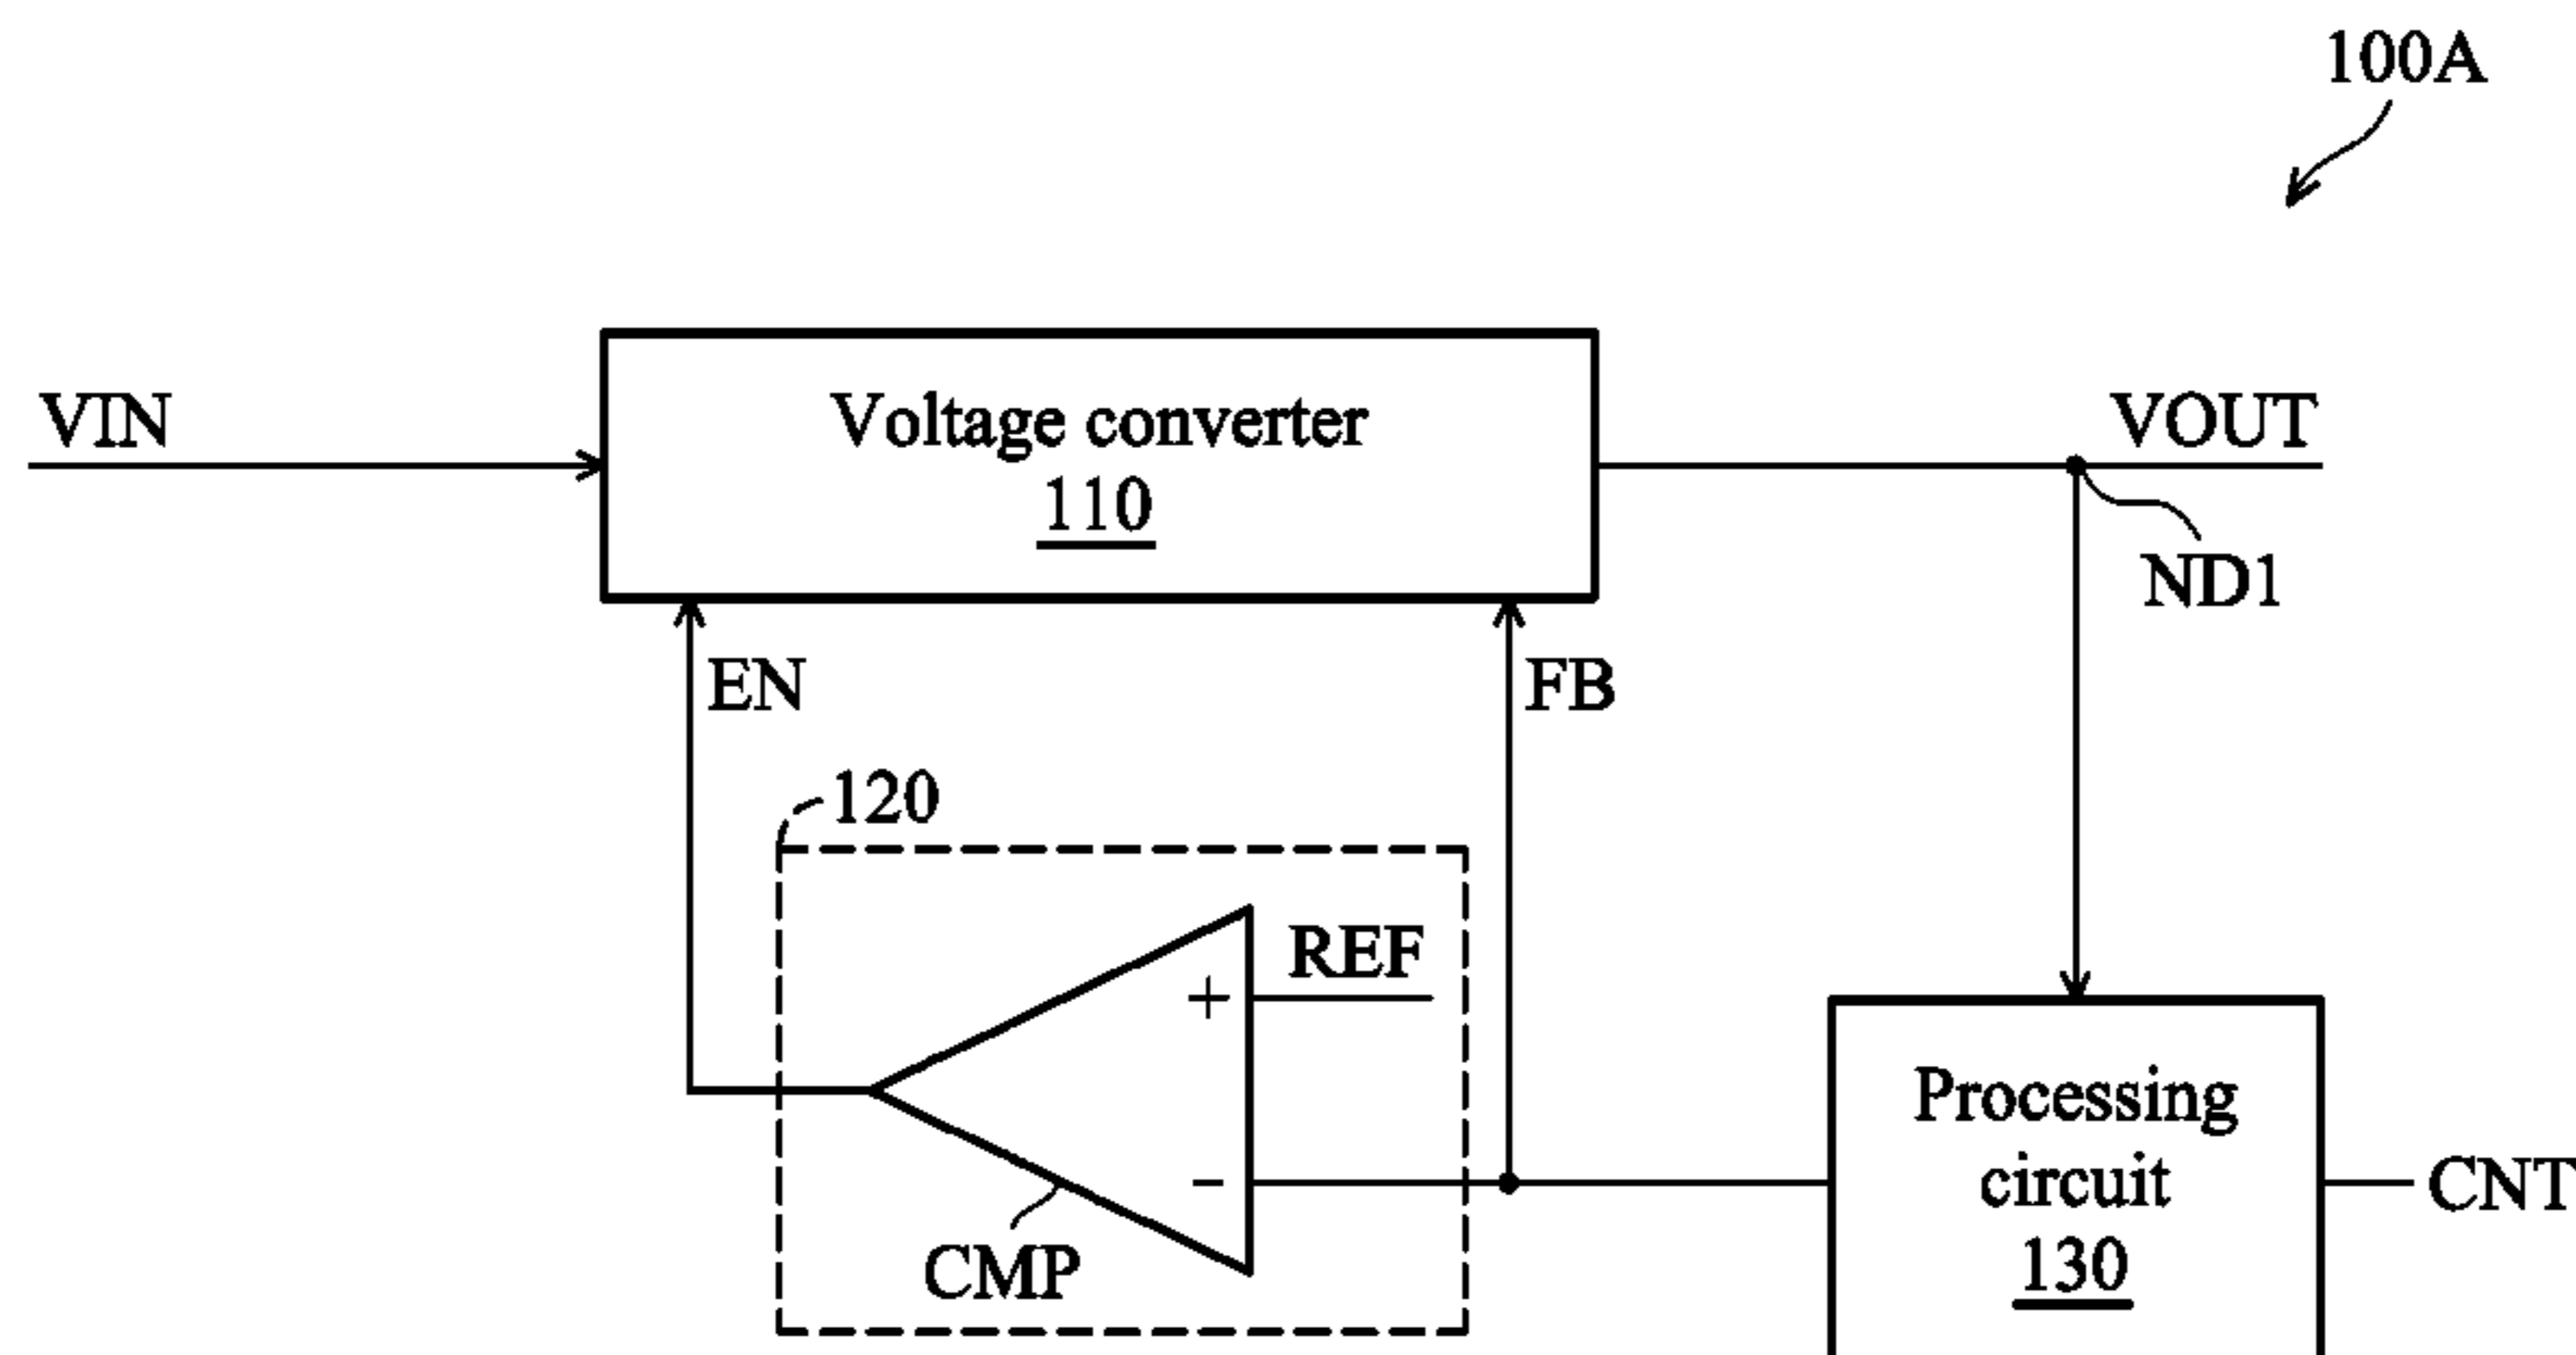 100A
VIN
Voltage converter
110
VOUT
ND1
EN
FB
120
REF
+
−
CMP
Processing
circuit
130
CNT